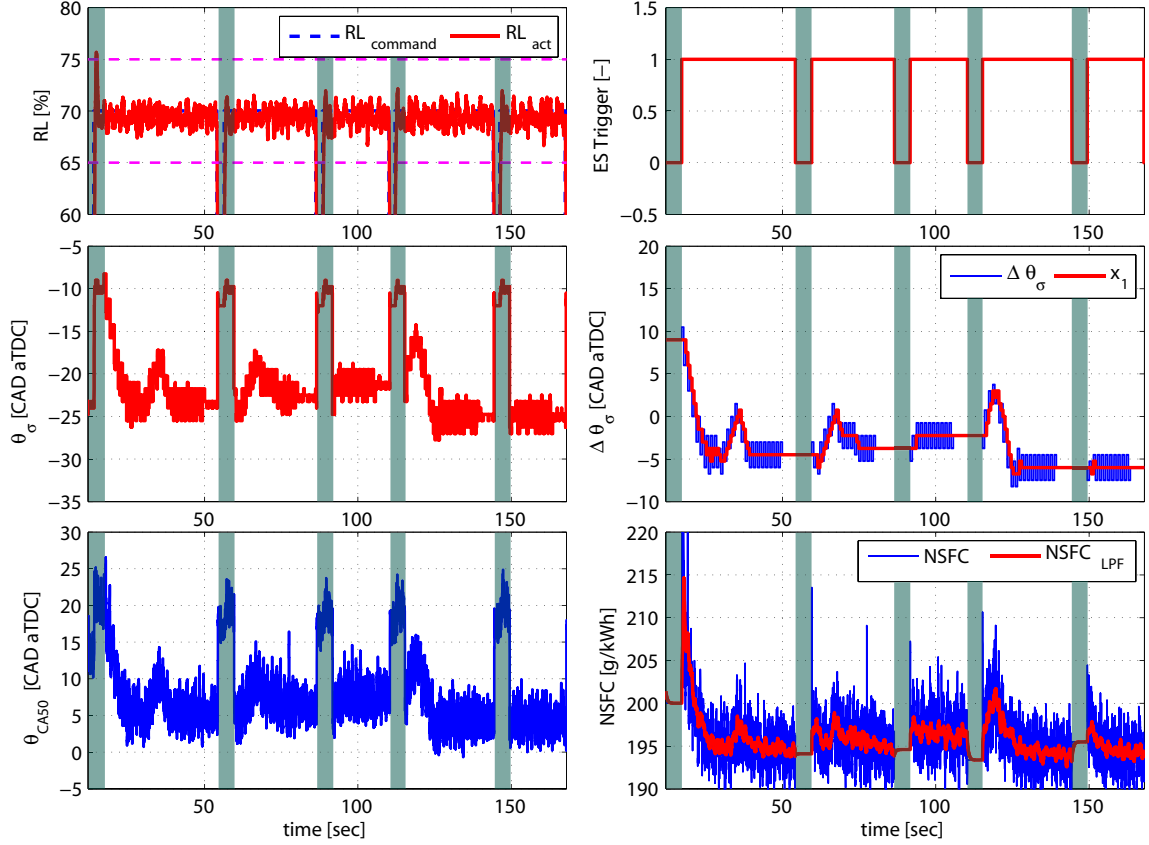 80
75
70
65
60
RL [%]
RL command RL act
50 100 150
1.5
1
0.5
0
−0.5
ES Trigger [−]
50 100 150
−5
−10
−15
−20
−25
−30
−35
θσ [CAD aTDC]
50 100 150
20
15
10
5
0
−5
−10
Δ θσ [CAD aTDC]
Δ θσ x1
50 100 150
30
25
20
15
10
5
0
−5
θCA50 [CAD aTDC]
50 100 150
time [sec]
220
215
210
205
200
195
190
NSFC [g/kWh]
NSFC NSFC LPF
50 100 150
time [sec]